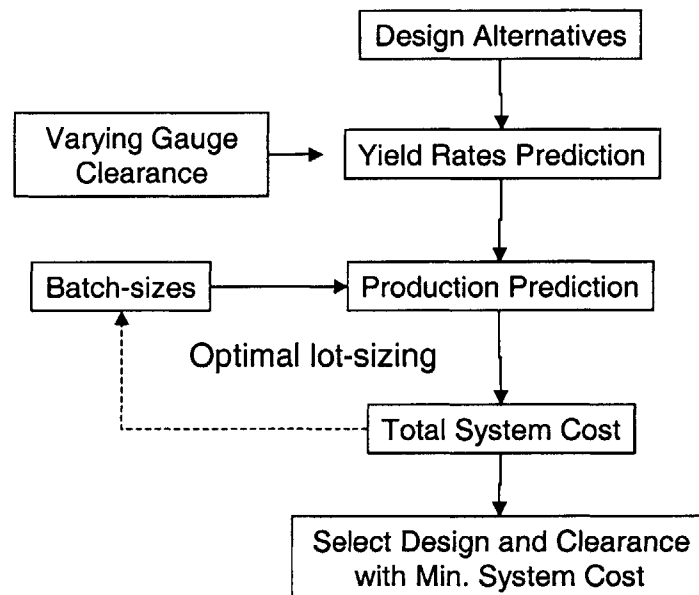 Design Alternatives
Varying Gauge
Clearance
Yield Rates Prediction
Batch-sizes
Production Prediction
Optimal lot-sizing
Total System Cost
Select Design and Clearance
with Min. System Cost